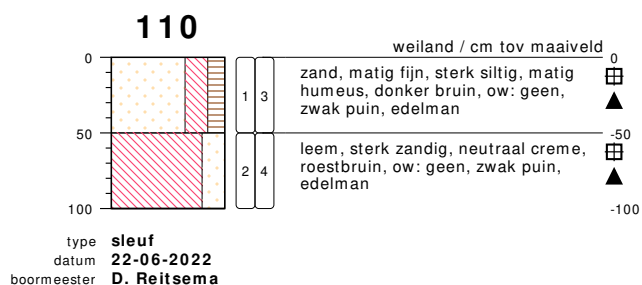 110
weiland / cm tov maaiveld
0
0
1 3
zand, matig fijn, sterk siltig, matig
humeus, donker bruin, ow: geen,
zwak puin, edelman
50
-50
2 4
leem, sterk zandig, neutraal creme,
roestbruin, ow: geen, zwak puin,
edelman
100
-100
type sleuf
datum 22-06-2022
boormeester D. Reitsema